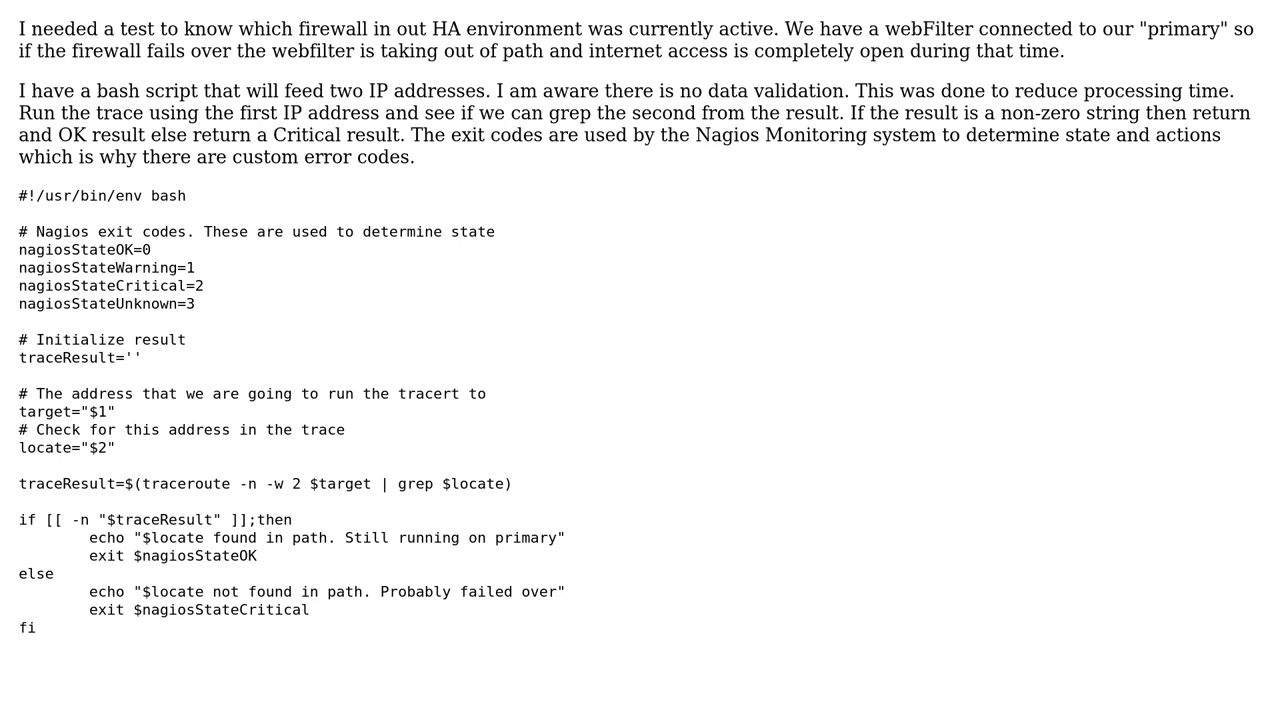 I needed a test to know which firewall in out HA environment was currently active. We have a webFilter connected to our "primary" so
if the firewall fails over the webfilter is taking out of path and internet access is completely open during that time.
I have a bash script that will feed two IP addresses. I am aware there is no data validation. This was done to reduce processing time.
Run the trace using the first IP address and see if we can grep the second from the result. If the result is a non-zero string then return
and OK result else return a Critical result. The exit codes are used by the Nagios Monitoring system to determine state and actions
which is why there are custom error codes.
#!/usr/bin/env bash
# Nagios exit codes. These are used to determine state
nagiosStateOK=0
nagiosStateWarning=1
nagiosStateCritical=2
nagiosStateUnknown=3
# Initialize result
traceResult=''
# The address that we are going to run the tracert to
target="$1"
# Check for this address in the trace
locate="$2"
traceResult=$(traceroute -n -w 2 $target | grep $locate)
if [[ -n "$traceResult" ]];then
        echo "$locate found in path. Still running on primary"
        exit $nagiosStateOK
else
        echo "$locate not found in path. Probably failed over"
        exit $nagiosStateCritical
fi